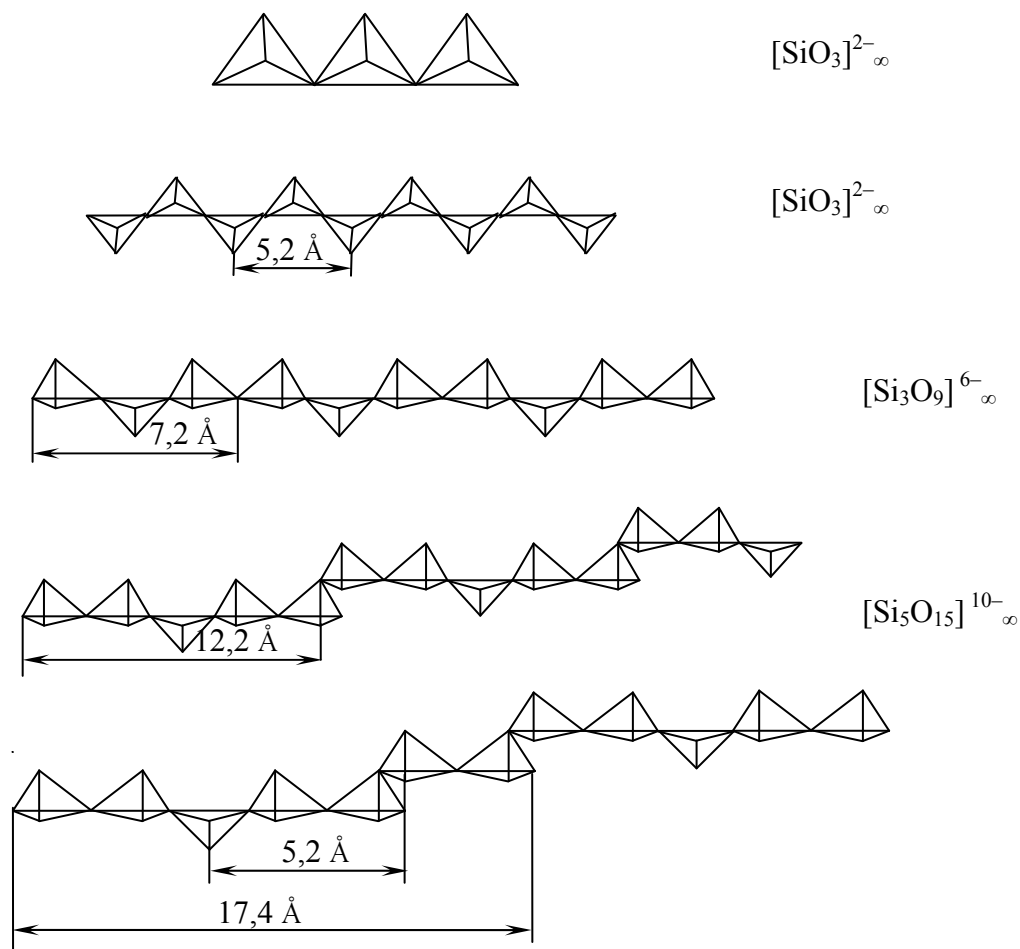 [SiO₃]²⁻∞
[SiO₃]²⁻∞
5,2 Å
[Si₃O₉]⁶⁻∞
7,2 Å
[Si₅O₁₅]¹⁰⁻∞
12,2 Å
5,2 Å
17,4 Å